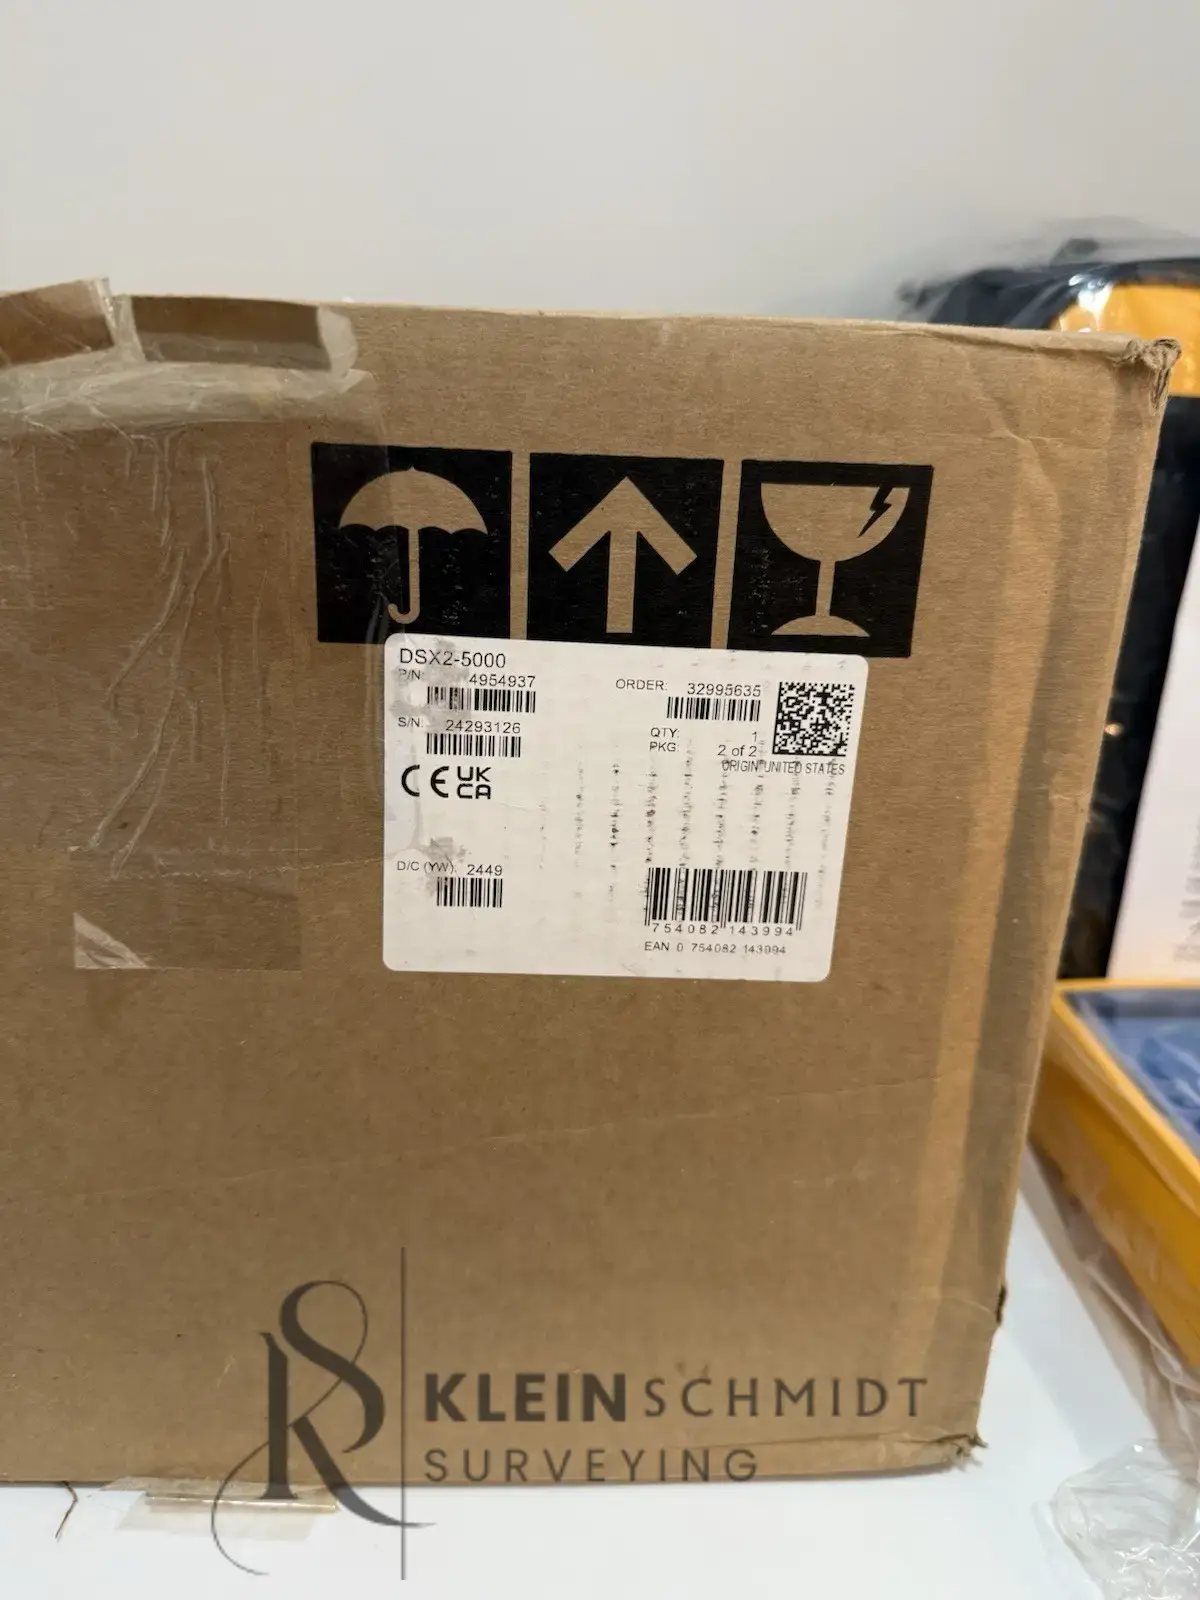 DSX2-5000
P/N: 4954937
ORDER: 32995635
S/N: 24293126
QTY: 1
PKG: 2 of 2
ORIGIN:UNITED STATES
CE UK
CA
D/C (YW): 2449
754082 143994
EAN 0 754082 143994
KS
KLEINSCHMIDT
SURVEYING